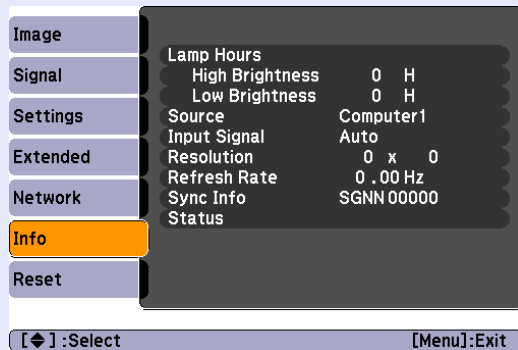 Image
Signal
Settings
Extended
Network
Info
Reset
Lamp Hours
High Brightness 0 H
Low Brightness 0 H
Source Computer1
Input Signal Auto
Resolution 0 x 0
Refresh Rate 0.00 Hz
Sync Info SGNN 00000
Status
[◆] :Select [Menu]:Exit